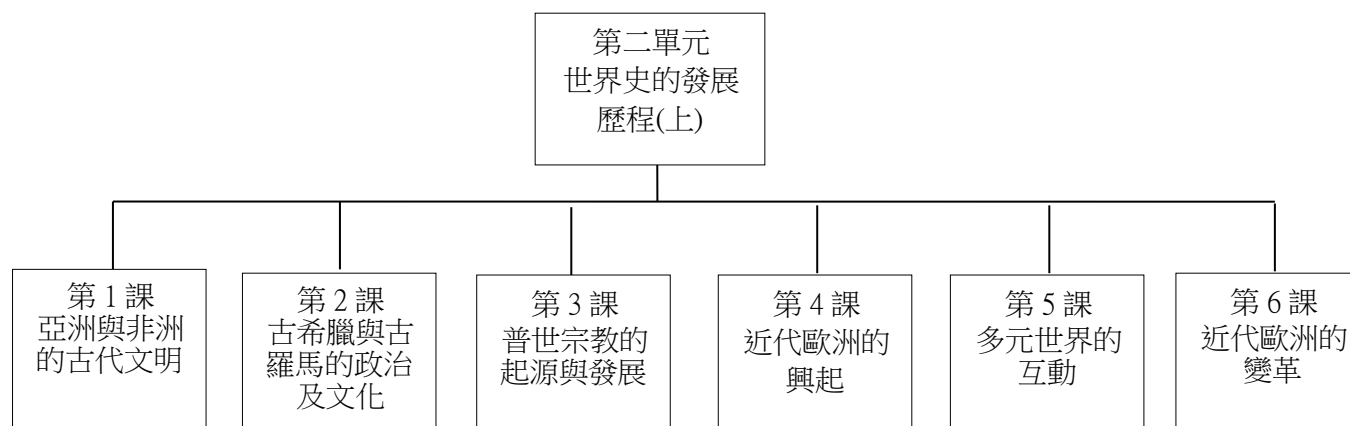 第二單元
世界史的發展
歷程(上)
第 1 課
亞洲與非洲
的古代文明
第 2 課
古希臘與古
羅馬的政治
及文化
第 3 課
普世宗教的
起源與發展
第 4 課
近代歐洲的
興起
第 5 課
多元世界的
互動
第 6 課
近代歐洲的
變革